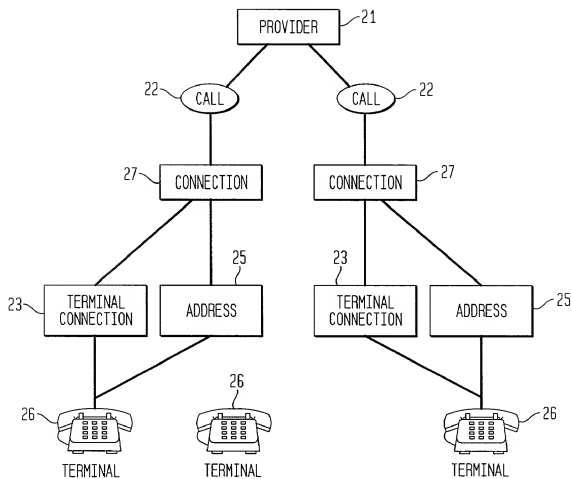 PROVIDER 21
22 CALL CALL 22
27 CONNECTION CONNECTION 27
25 23
23 TERMINAL CONNECTION ADDRESS TERMINAL CONNECTION ADDRESS 25
26 26 26
TERMINAL TERMINAL TERMINAL